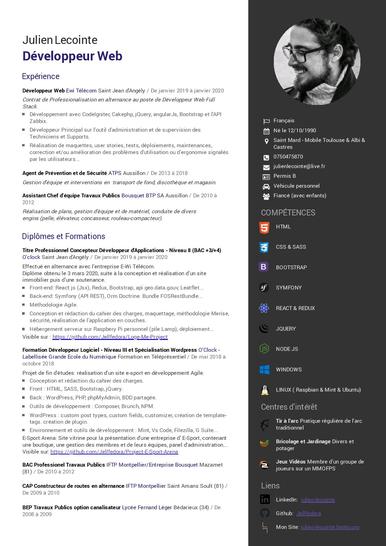 Julien Lecointe
Développeur Web
Expérience
Développeur Web Ewi Télécom Saint Jean d'Angély / De janvier 2019 à janvier 2020
Contrat de Professionalisation en alternance au poste de Développeur Web Full
Stack.
Développement avec CodeIgniter, Cakephp, jQuery, angularJs, Bootstrap et l'API
Zabbix.
Développeur Principal sur l'outil d'administration et de supervision des
Techniciens et Supports.
Réalisation de maquettes, user stories, tests, déploiements, maintenances,
correction et/ou amélioration des problèmes d'utilisation ou d'ergonomie signalés
par les utilisateurs...
Agent de Prévention et de Sécurité ATPS Aussillon / De 2013 à 2018
Gestion d'équipe et interventions en transport de fond, discothèque et magasin.
Assistant Chef d'équipe Travaux Publics Bousquet BTP SA Aussillon / De 2010 à
2012
Réalisation de plans, gestion d'équipe et de matériel, conduite de divers
engins (pelle, élévateur, concasseur, rouleau-compacteur)
Diplômes et Formations
Titre Professionnel Concepteur Développeur d'Applications - Niveau II (BAC +3/+4)
O'clock Saint Jean d'Angély / De janvier 2019 à janvier 2020
Effectué en alternance avec l'entreprise E-Wi Télécom.
Diplôme obtenu le 3 mars 2020, suite à la conception et réalisation d'un site
immobilier puis d'une soutenance.
Front-end: React js (Jsx), Redux, Bootstrap, api geo.data.gouv, Leaflet...
Back-end: Symfony (API REST), Orm Doctrine. Bundle FOSRestBundle...
Méthodologie Agile.
Conception et rédaction du cahier des charges, maquettage, méthodologie Merise,
sécurité, réalisation de l'application en couches.
Hébergement serveur sur Raspberry Pi personnel (pile Lamp), déploiement...
Visible sur: https://github.com/Jellfedora/Loge-Me-Project
Formation Développeur Logiciel - Niveau III et Spécialisation Wordpress O'Clock -
Labellisée Grande Ecole du Numérique Formation en Téléprésentiel / De mai 2018 à
octobre 2018
Projet de fin d'études: réalisation d'un site e-sport en développement Agile.
Conception et rédaction du cahier des charges.
Front : HTML, SASS, Bootstrap, jQuery.
Back : WordPress, PHP, phpMyAdmin, BDD partagée.
Outils de développement : Composer, Brunch, NPM.
WordPress : custom post types, custom fields, customizer, création de template-
tags, création de plugin.
Environnement et outils de développement : Mint, Vs Code, Filezilla, G Suite...
E-Sport Arena: Site vitrine pour la présentation d'une entreprise d' E-Sport, contenant
une boutique, une gestion des membres et de leurs équipes, panel d'administration...
Visible sur: https://github.com/Jellfedora/Project-E-Sport-Arena
BAC Professionnel Travaux Publics IFTP Montpellier/Entreprise Bousquet Mazamet
(81) / De 2010 à 2012
CAP Constructeur de routes en alternance IFTP Montpellier Saint Amans Soult (81) /
De 2009 à 2010
BEP Travaux Publics option canalisateur Lycée Fernand Léger Bédarieux (34) / De
2008 à 2009
Français
Né le 12/10/1990
Saint Mard - Mobile Toulouse & Albi &
Castres
0750475870
julienlecointe@live.fr
Permis B
Véhicule personnel
Fiancé (avec enfants)
COMPÉTENCES
HTML
CSS & SASS
BOOTSTRAP
SYMFONY
REACT & REDUX
JQUERY
NODE JS
WINDOWS
LINUX ( Raspbian & Mint & Ubuntu)
Centres d'intérêt
Tir à l'arc Pratique régulière de l'arc
traditionnel
Bricolage et Jardinage Divers et
potager
Jeux Vidéos Membre d'un groupe de
joueurs sur un MMOFPS
Liens
LinkedIn:
Github: Jellfedora
Mon Site: